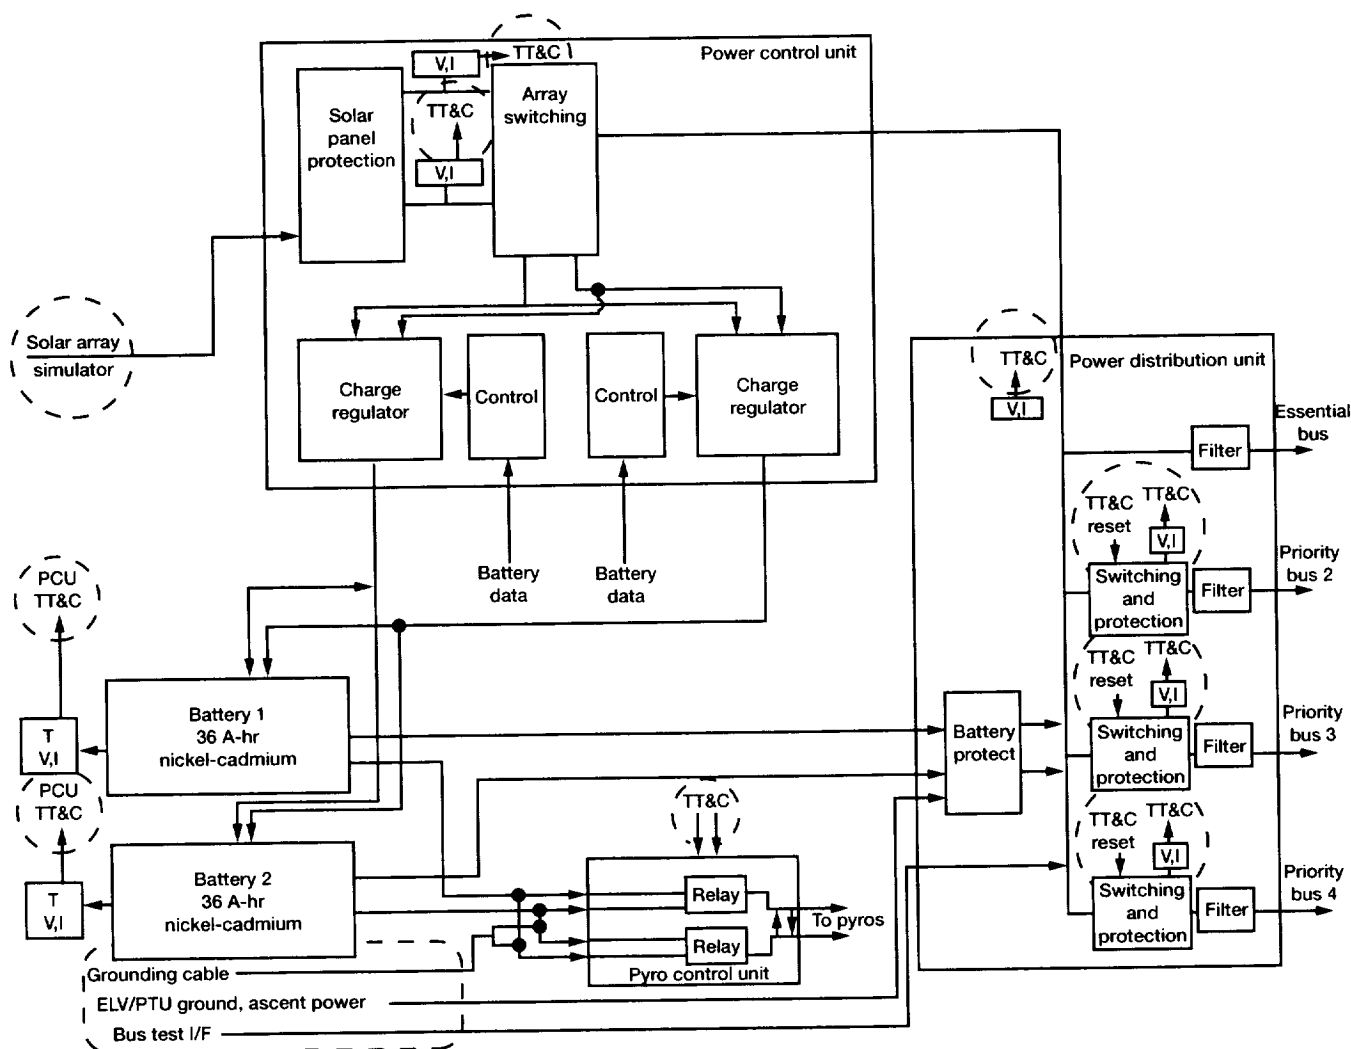 TT&C
Power control unit
V,I
Solar
panel
protection
TT&C
Array
switching
V,I
Solar array
simulator
Charge
regulator
Control
Control
Charge
regulator
TT&C
Power distribution unit
V,I
Essential
bus
Filter
Battery
data
Battery
data
TT&C
reset
TT&C
V,I
Switching
and
protection
Filter
Priority
bus 2
PCU
TT&C
T
V,I
Battery 1
36 A-hr
nickel-cadmium
Battery
protect
TT&C
reset
TT&C
V,I
Switching
and
protection
Filter
Priority
bus 3
PCU
TT&C
T
V,I
Battery 2
36 A-hr
nickel-cadmium
TT&C
Relay
Relay
To pyros
Pyro control unit
TT&C
reset
TT&C
V,I
Switching
and
protection
Filter
Priority
bus 4
Grounding cable
ELV/PTU ground, ascent power
Bus test I/F